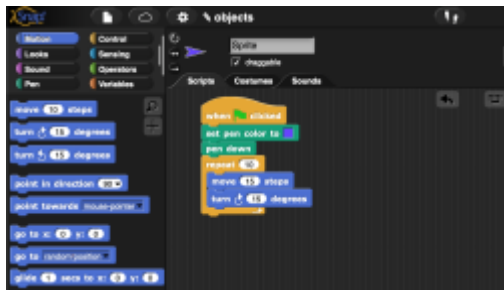 Snap!
objects
Motion Control
Looks Sensing
Sound Operators
Pen Variables
Sprite
draggable
Scripts Costumes Sounds
move 10 steps
turn 15 degrees
turn 15 degrees
point in direction 90
point towards mouse-pointer
go to x: 0 y: 0
go to random position
glide 1 secs to x: 0 y: 0
when clicked
set pen color to
pen down
repeat 10
move 15 steps
turn 15 degrees